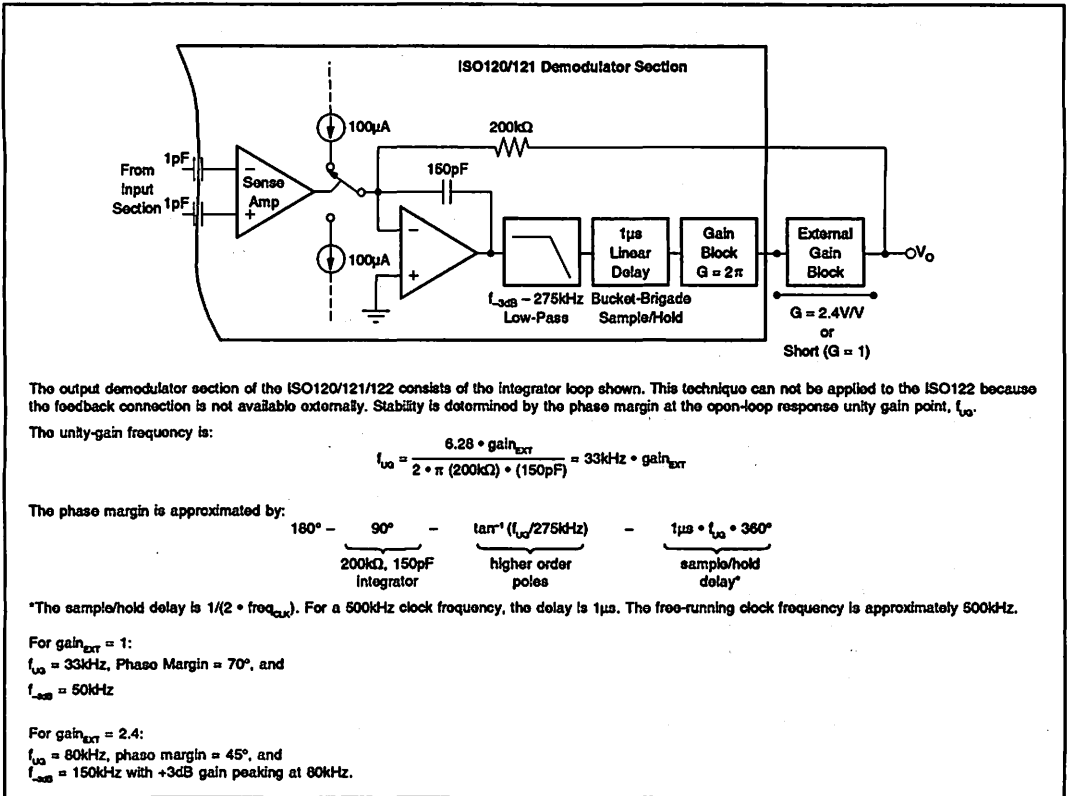 ISO120/121 Demodulator Section
100µA
200kΩ
150pF
From
Input
Section
1pF
1pF
−
Sense
Amp
+
100µA
−
+
f₋₃dB – 275kHz
Low-Pass
1µs
Linear
Delay
Bucket-Brigade
Sample/Hold
Gain
Block
G = 2π
External
Gain
Block
Vo
G = 2.4V/V
or
Short (G = 1)
The output demodulator section of the ISO120/121/122 consists of the integrator loop shown. This technique can not be applied to the ISO122 because
the feedback connection is not available externally. Stability is determined by the phase margin at the open-loop response unity gain point, fUG.
The unity-gain frequency is:
fUG = 6.28 • gainEXT / 2 • π (200kΩ) • (150pF) = 33kHz • gainEXT
The phase margin is approximated by:
180° – 90° – tan⁻¹ (fUG/275kHz) – 1µs • fUG • 360°
200kΩ, 150pF
integrator
higher order
poles
sample/hold
delay*
*The sample/hold delay is 1/(2 • freqCLK). For a 500kHz clock frequency, the delay is 1µs. The free-running clock frequency is approximately 500kHz.
For gainEXT = 1:
fUG = 33kHz, Phase Margin = 70°, and
f₋₃dB = 50kHz
For gainEXT = 2.4:
fUG = 80kHz, phase margin = 45°, and
f₋₃dB = 150kHz with +3dB gain peaking at 80kHz.